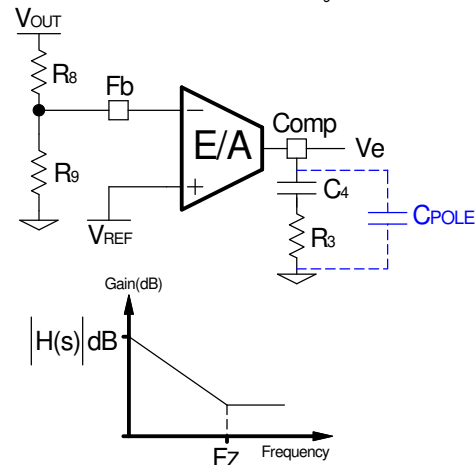 VOUT
R8
Fb
−
E/A
Comp
Ve
R9
+
C4
CPOLE
R3
VREF
Gain(dB)
|H(s)| dB
FZ
Frequency